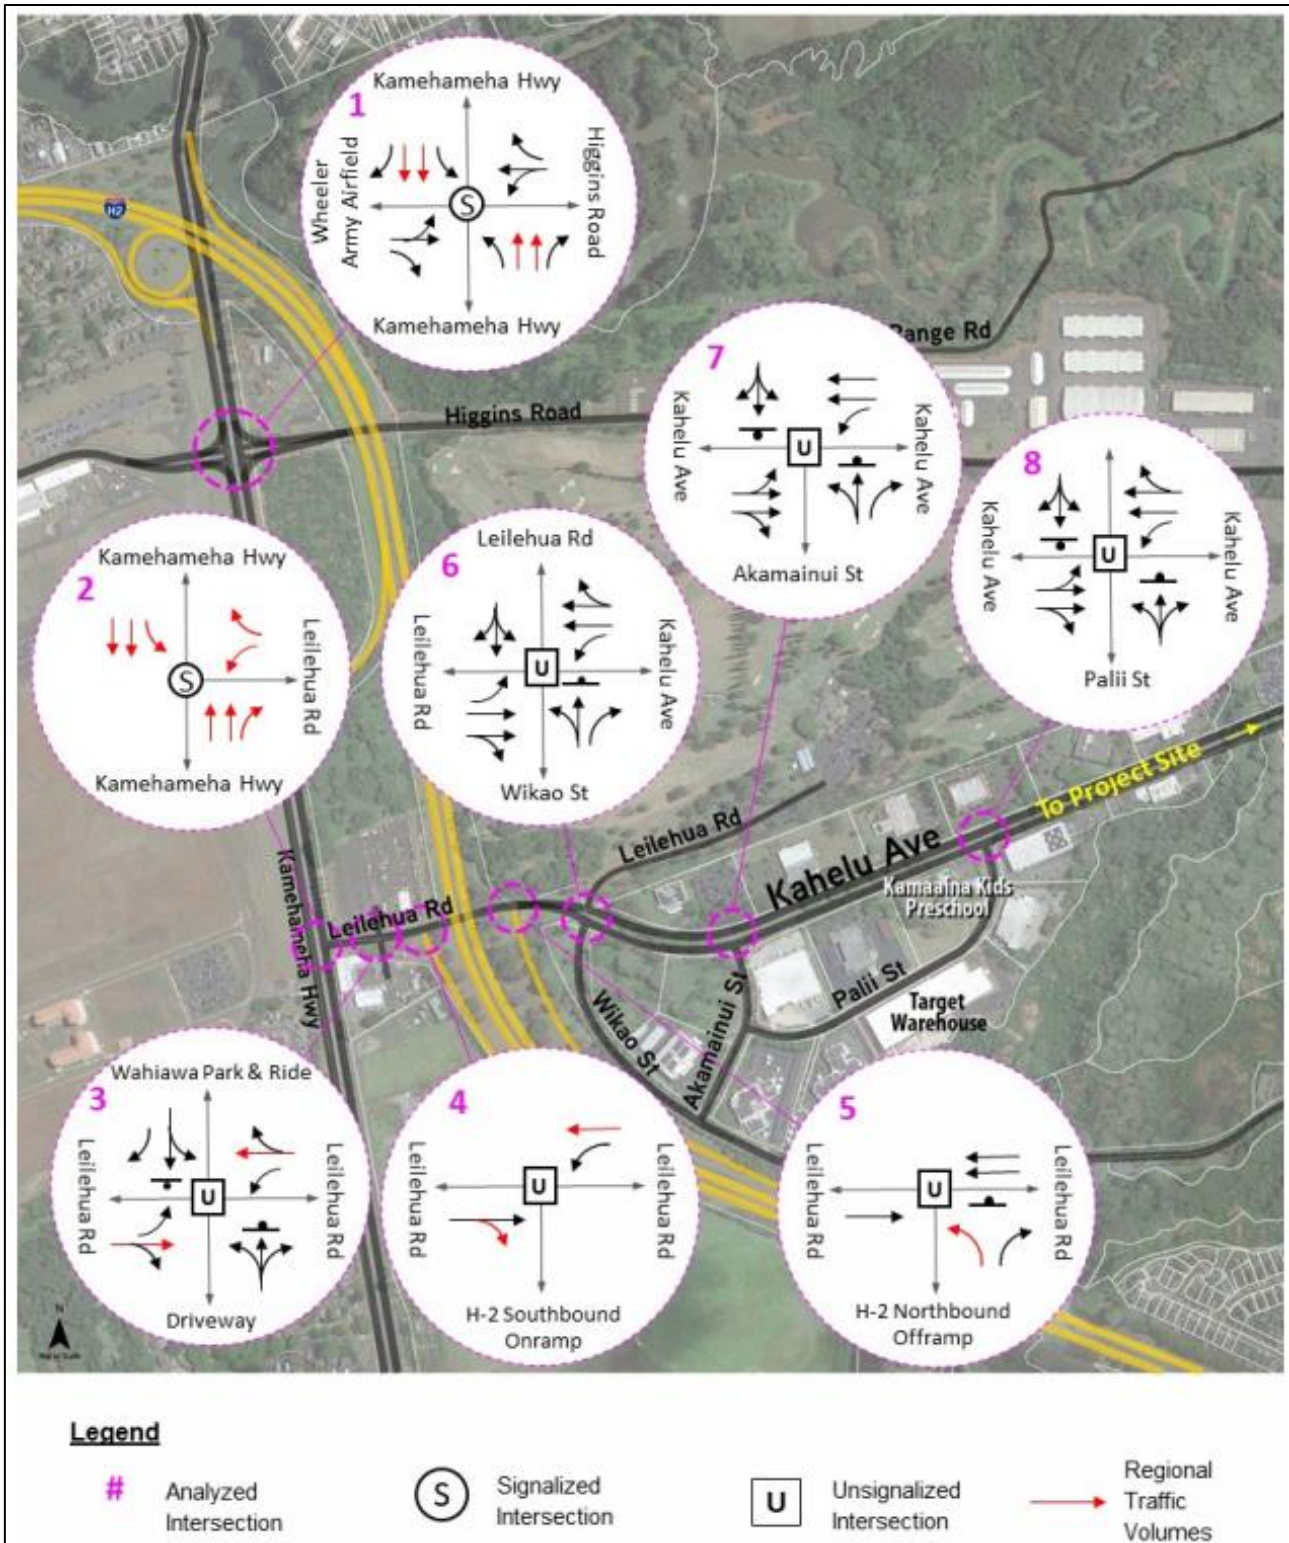 1
Kamehameha Hwy
Wheeler
Army Airfield
S
Higgins Road
Kamehameha Hwy
H2
Range Rd
Higgins Road
7
Kahelu Ave
U
Kahelu Ave
Akamainui St
8
Kahelu Ave
U
Kahelu Ave
Palii St
2
Kamehameha Hwy
S
Leilehua Rd
Kamehameha Hwy
6
Leilehua Rd
Leilehua Rd
U
Kahelu Ave
Wikao St
To Project Site
Leilehua Rd
Kahelu Ave
Kamaaina Kids
Preschool
Kamehameha Hwy
Leilehua Rd
Wikao St
Akamainui St
Palii St
Target
Warehouse
3
Wahiawa Park & Ride
Leilehua Rd
U
Leilehua Rd
Driveway
4
Leilehua Rd
U
Leilehua Rd
H-2 Southbound
Onramp
5
Leilehua Rd
U
Leilehua Rd
H-2 Northbound
Offramp
N
Legend
# Analyzed
Intersection
S Signalized
Intersection
U Unsignalized
Intersection
Regional
Traffic
Volumes